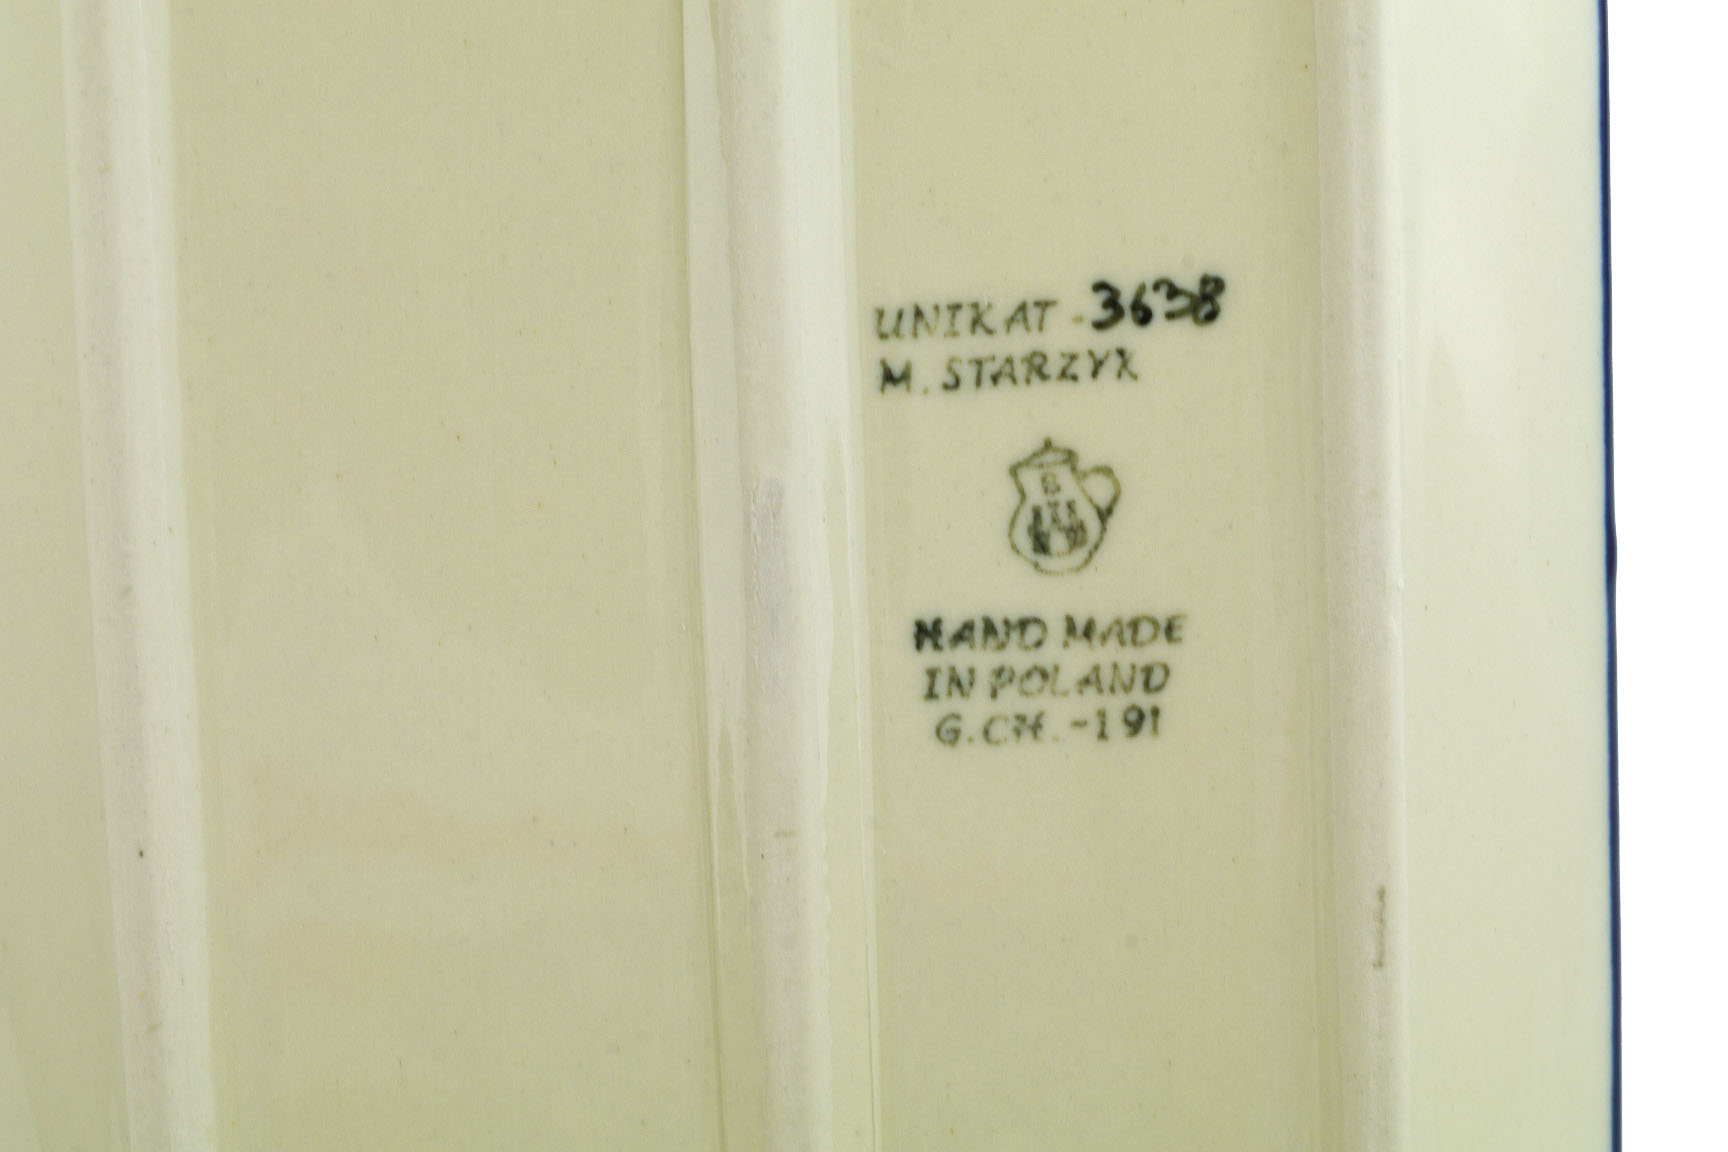 UNIKAT - 3638
M. STARZYK
HAND MADE
IN POLAND
G.CH. -191